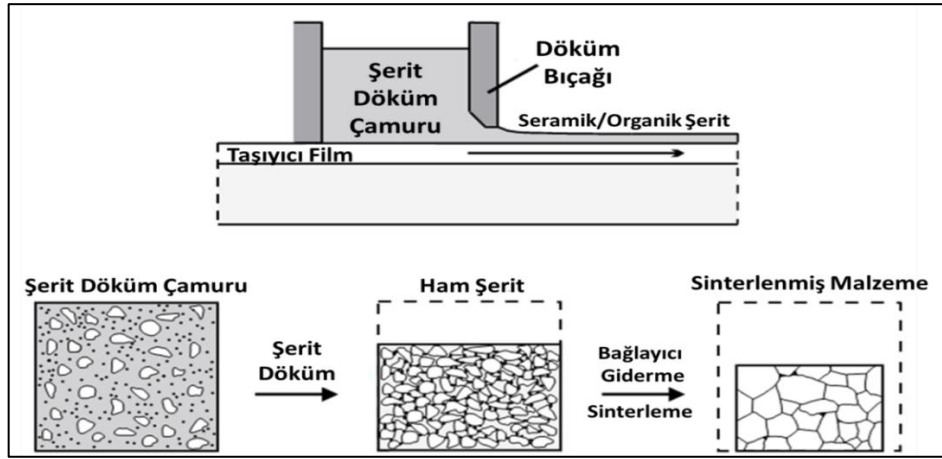 Şerit
Döküm
Çamuru
Döküm
Bıçağı
Seramik/Organik Şerit
Taşıyıcı Film
Şerit Döküm Çamuru
Ham Şerit
Sinterlenmiş Malzeme
Şerit
Döküm
Bağlayıcı
Giderme
Sinterleme